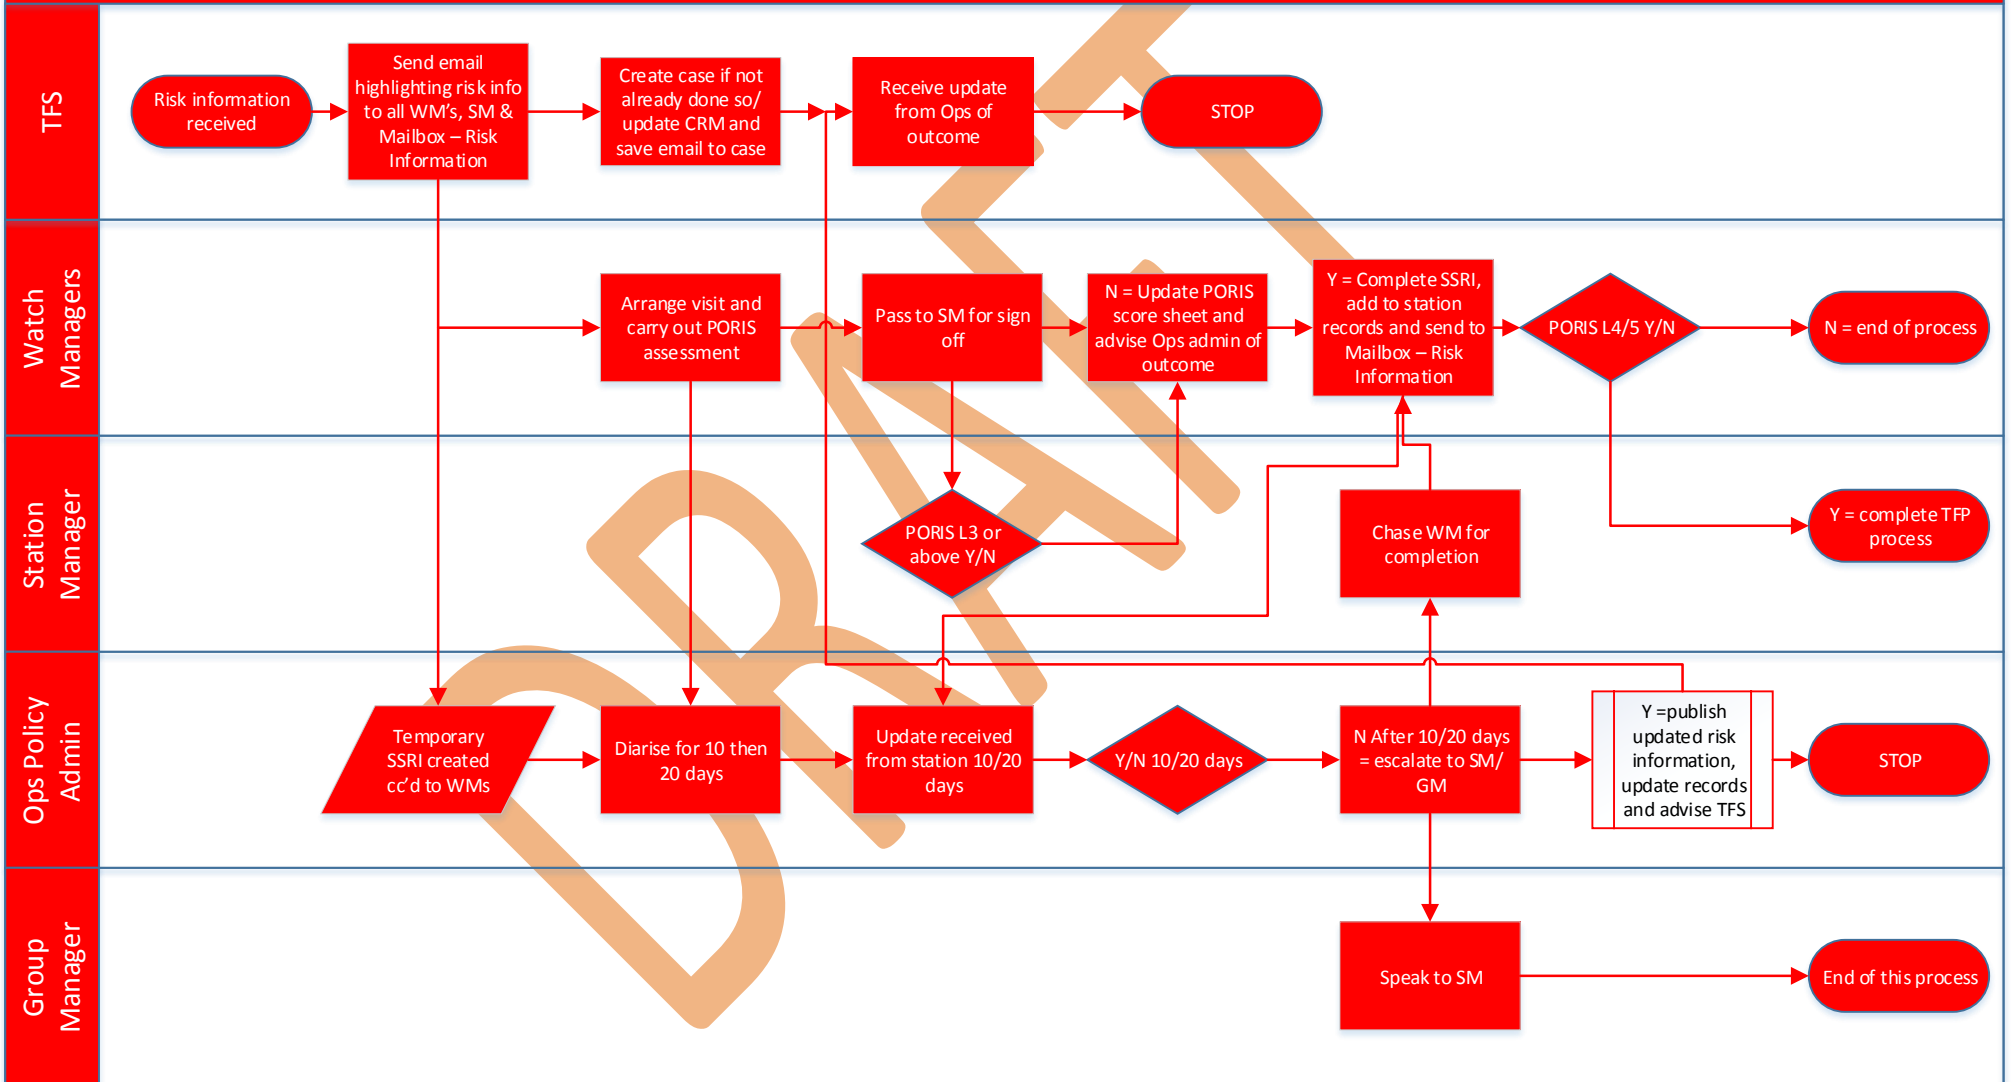 TFS
Risk information
received
Send email
highlighting risk info
to all WM's, SM &
Mailbox – Risk
Information
Create case if not
already done so/
update CRM and
save email to case
Receive update
from Ops of
outcome
STOP
Watch
Managers
Arrange visit and
carry out PORIS
assessment
Pass to SM for sign
off
N = Update PORIS
score sheet and
advise Ops admin of
outcome
Y = Complete SSRI,
add to station
records and send to
Mailbox – Risk
Information
PORIS L4/5 Y/N
N = end of process
Station
Manager
PORIS L3 or
above Y/N
Chase WM for
completion
Y = complete TFP
process
Ops Policy
Admin
Temporary
SSRI created
cc'd to WMs
Diarise for 10 then
20 days
Update received
from station 10/20
days
Y/N 10/20 days
N After 10/20 days
= escalate to SM/
GM
Y =publish
updated risk
information,
update records
and advise TFS
STOP
Group
Manager
Speak to SM
End of this process
DRAFT